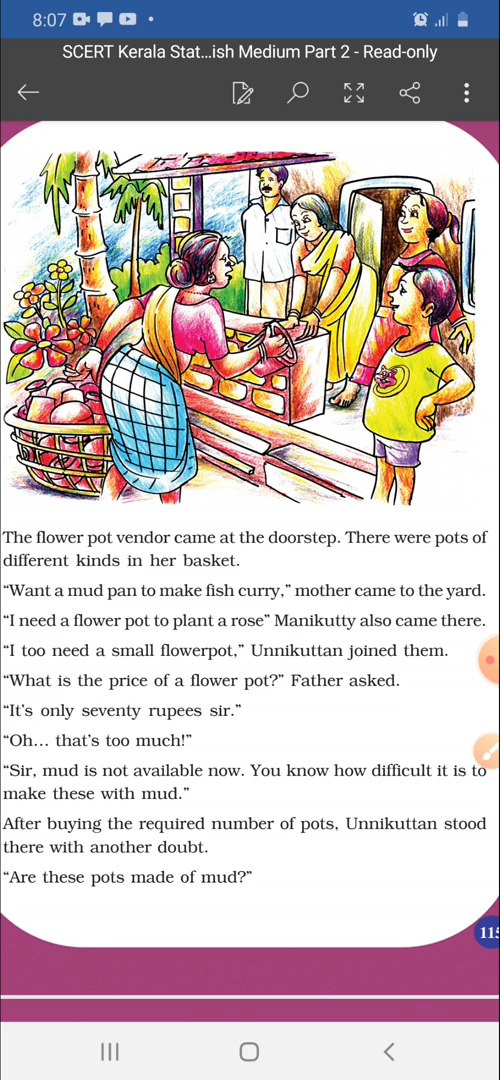 8:07
SCERT Kerala Stat...ish Medium Part 2 - Read-only
The flower pot vendor came at the doorstep. There were pots of
different kinds in her basket.
“Want a mud pan to make fish curry,” mother came to the yard.
“I need a flower pot to plant a rose” Manikutty also came there.
“I too need a small flowerpot,” Unnikuttan joined them.
“What is the price of a flower pot?” Father asked.
“It’s only seventy rupees sir.”
“Oh... that’s too much!”
“Sir, mud is not available now. You know how difficult it is to
make these with mud.”
After buying the required number of pots, Unnikuttan stood
there with another doubt.
“Are these pots made of mud?”
115